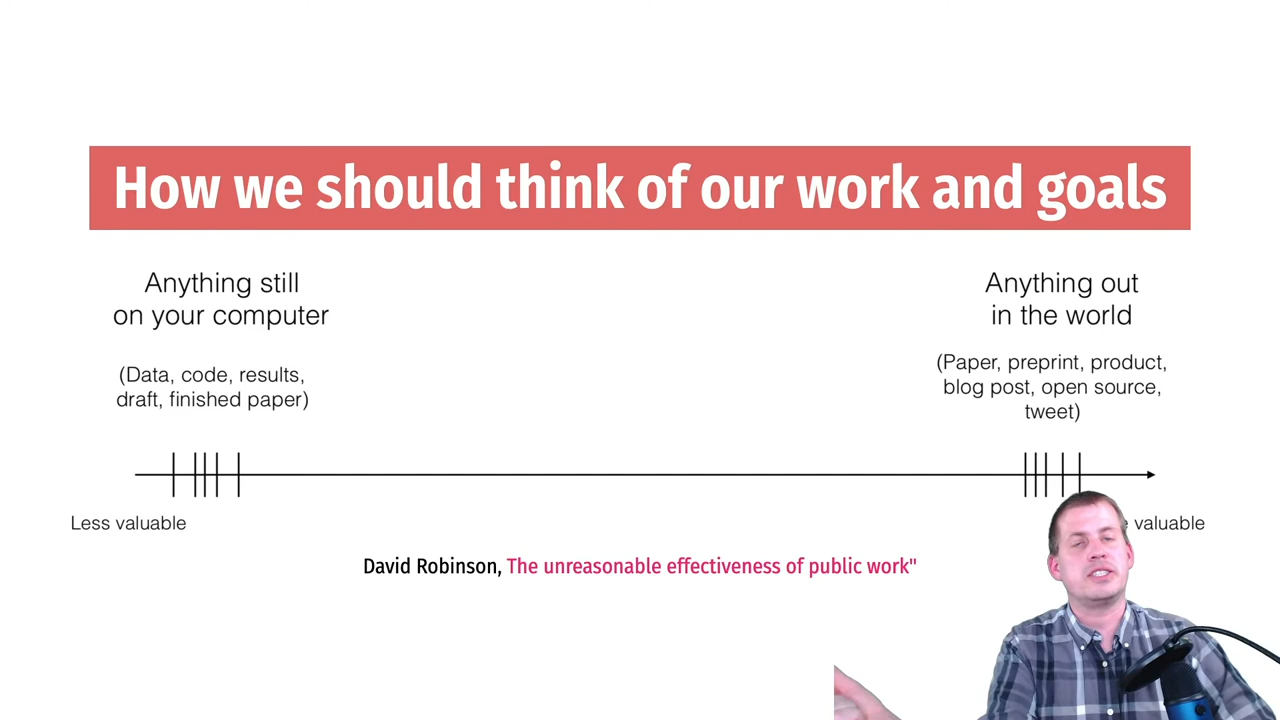 How we should think of our work and goals
Anything still
on your computer
(Data, code, results,
draft, finished paper)
Anything out
in the world
(Paper, preprint, product,
blog post, open source,
tweet)
Less valuable
valuable
David Robinson, The unreasonable effectiveness of public work"